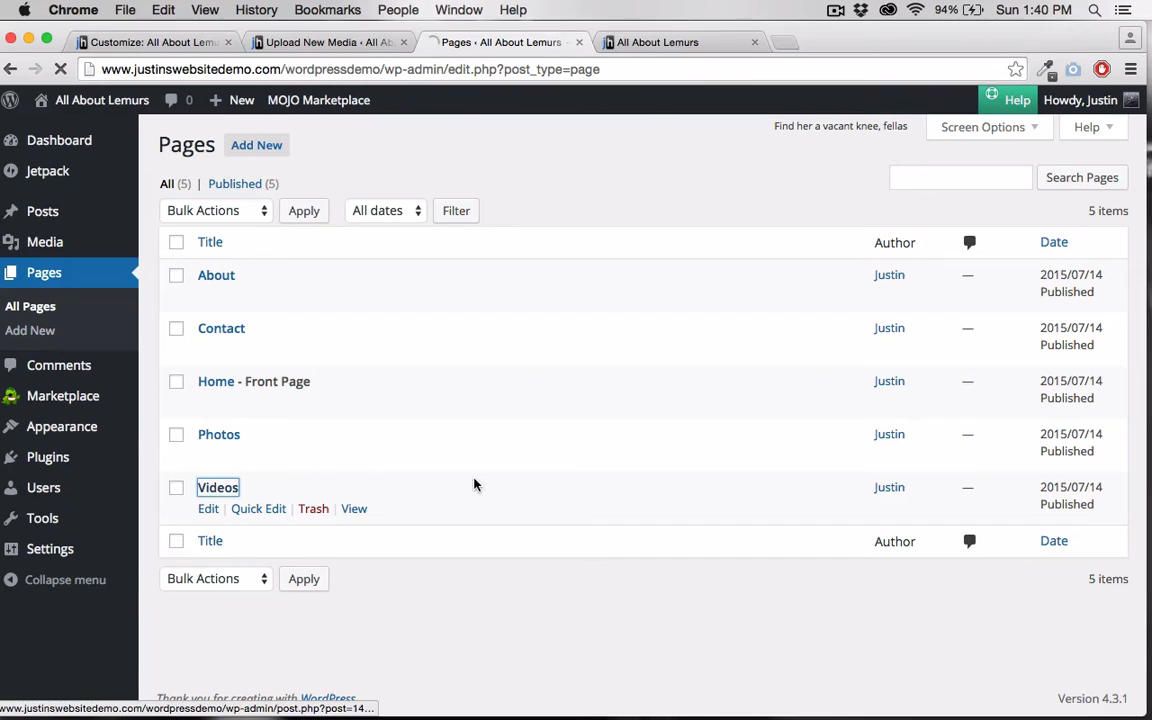 Chrome File Edit View History Bookmarks People Window Help 94% Sun 1:40 PM
Customize: All About Lemu × Upload New Media ‹ All Ab × Pages ‹ All About Lemurs × All About Lemurs ×
www.justinswebsitedemo.com/wordpressdemo/wp-admin/edit.php?post_type=page
All About Lemurs 0 + New MOJO Marketplace Help Howdy, Justin
Dashboard
Jetpack
Posts
Media
Pages
All Pages
Add New
Comments
Marketplace
Appearance
Plugins
Users
Tools
Settings
Collapse menu
Find her a vacant knee, fellas Screen Options Help
Pages Add New
All (5) | Published (5)
Search Pages
Bulk Actions Apply All dates Filter 5 items
Title Author Date
About Justin — 2015/07/14
Published
Contact Justin — 2015/07/14
Published
Home - Front Page Justin — 2015/07/14
Published
Photos Justin — 2015/07/14
Published
Videos Justin — 2015/07/14
Edit | Quick Edit | Trash | View Published
Title Author Date
Bulk Actions Apply 5 items
Thank you for creating with WordPress Version 4.3.1
www.justinswebsitedemo.com/wordpressdemo/wp-admin/post.php?post=14...